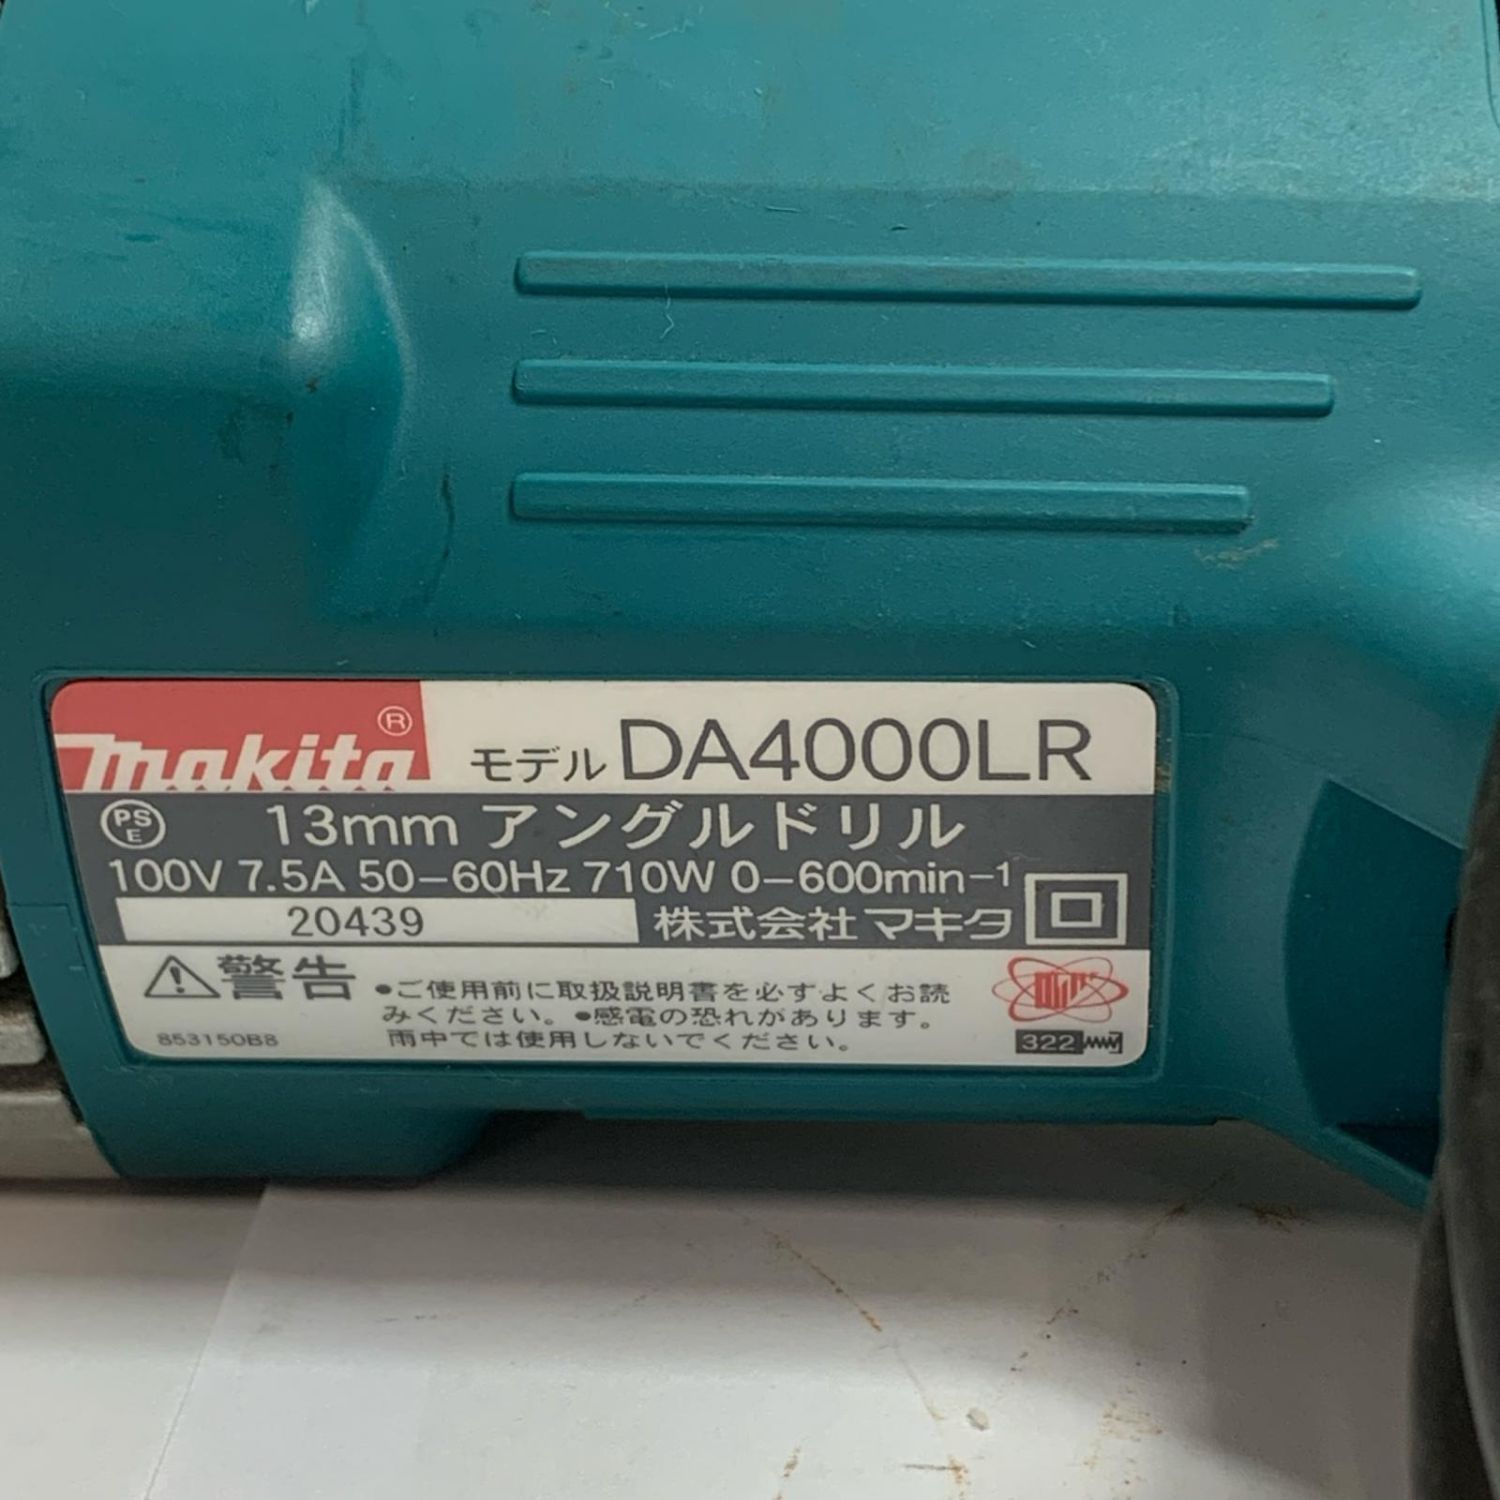 makita®
モデル DA4000LR
PSE 13mm アングルドリル
100V 7.5A 50-60Hz 710W 0-600min-1
20439 株式会社 マキタ
警告 •ご使用前に取扱説明書を必ずよくお読
みください。•感電の恐れがあります。
853150B8 雨中では使用しないでください。
322